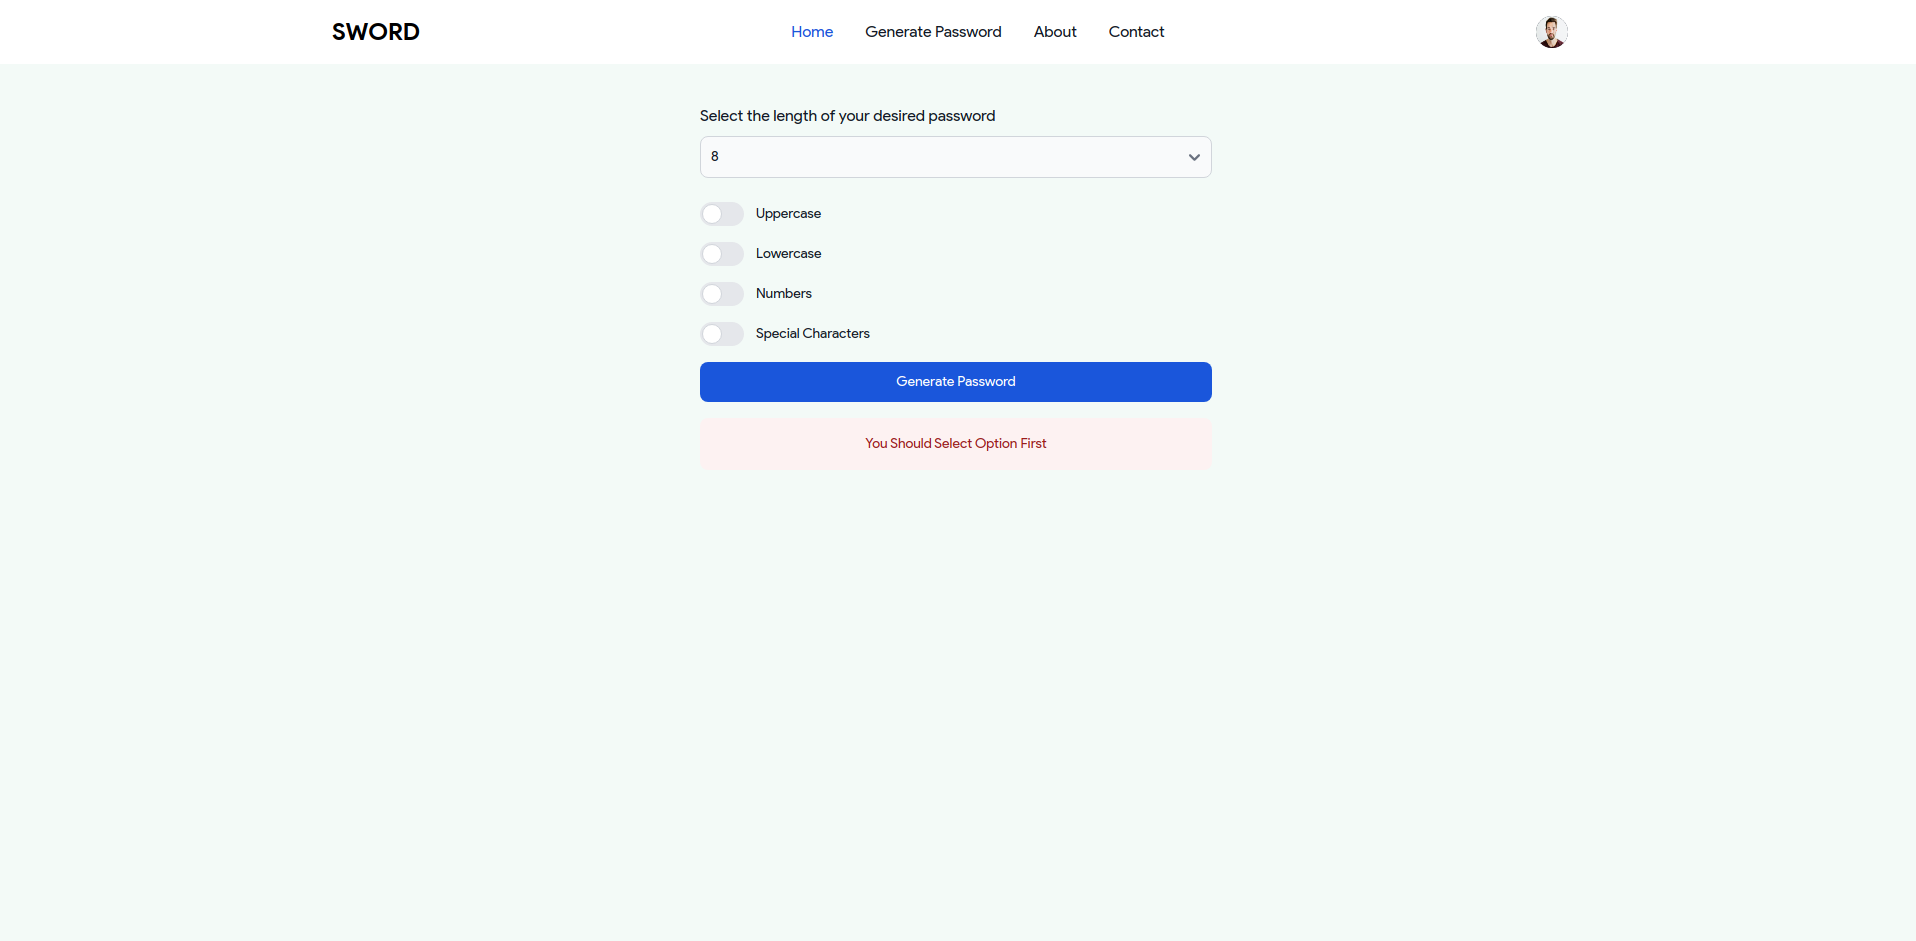 SWORD
Home
Generate Password
About
Contact
Select the length of your desired password
8
Uppercase
Lowercase
Numbers
Special Characters
Generate Password
You Should Select Option First